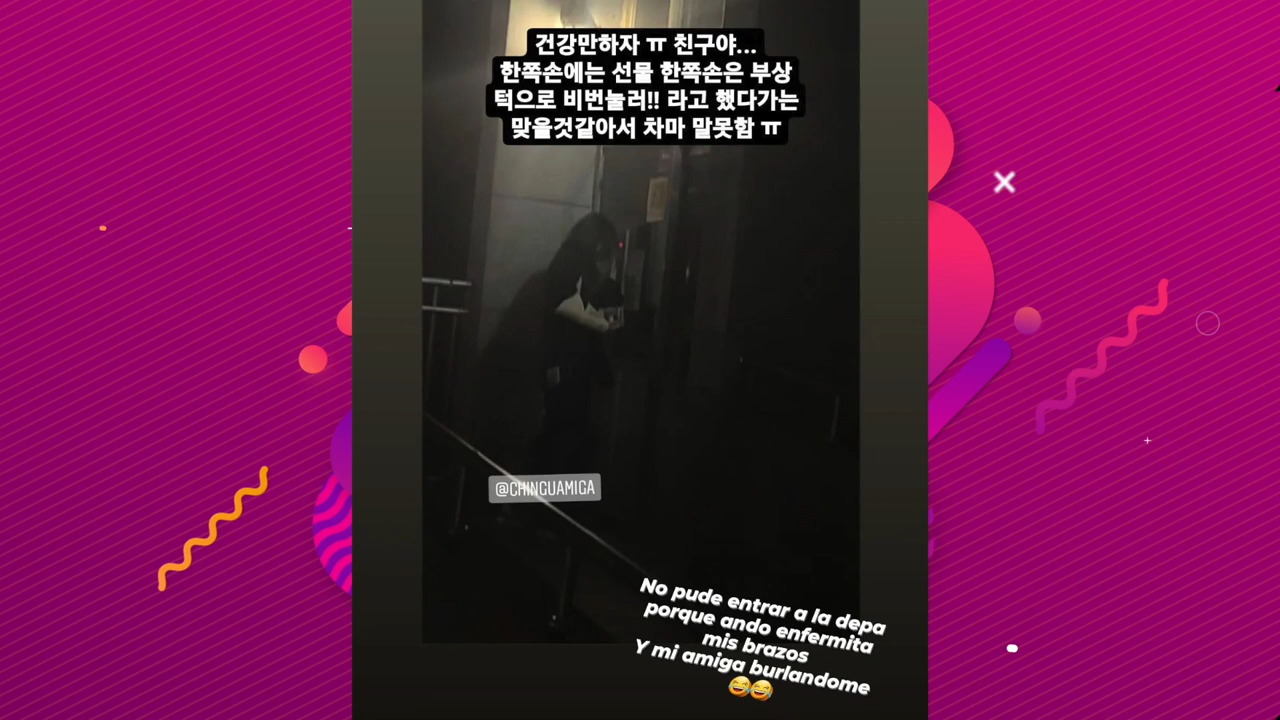 건강만하자 ㅠ 친구야...
한쪽손에는 선물 한쪽손은 부상
턱으로 비번눌러!! 라고 했다가는
맞을것같아서 차마 말못함 ㅠ
@CHINGUAMIGA
No pude entrar a la depa
porque ando enfermita
mis brazos
Y mi amiga burlandome
😂😂